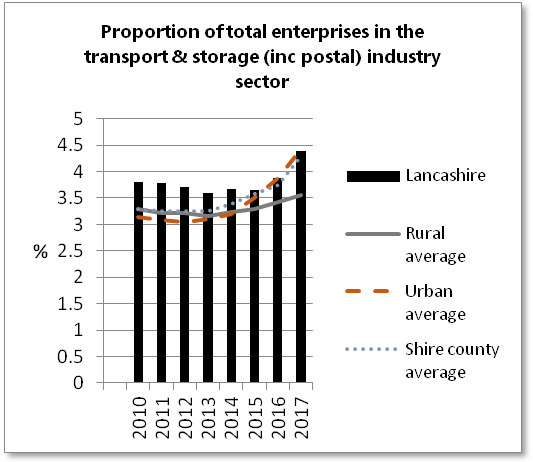 Proportion of total enterprises in the
transport & storage (inc postal) industry
sector
5
4.5
4
3.5
3
2.5
2
1.5
1
0.5
0
%
2010
2011
2012
2013
2014
2015
2016
2017
Lancashire
Rural
average
Urban
average
Shire county
average